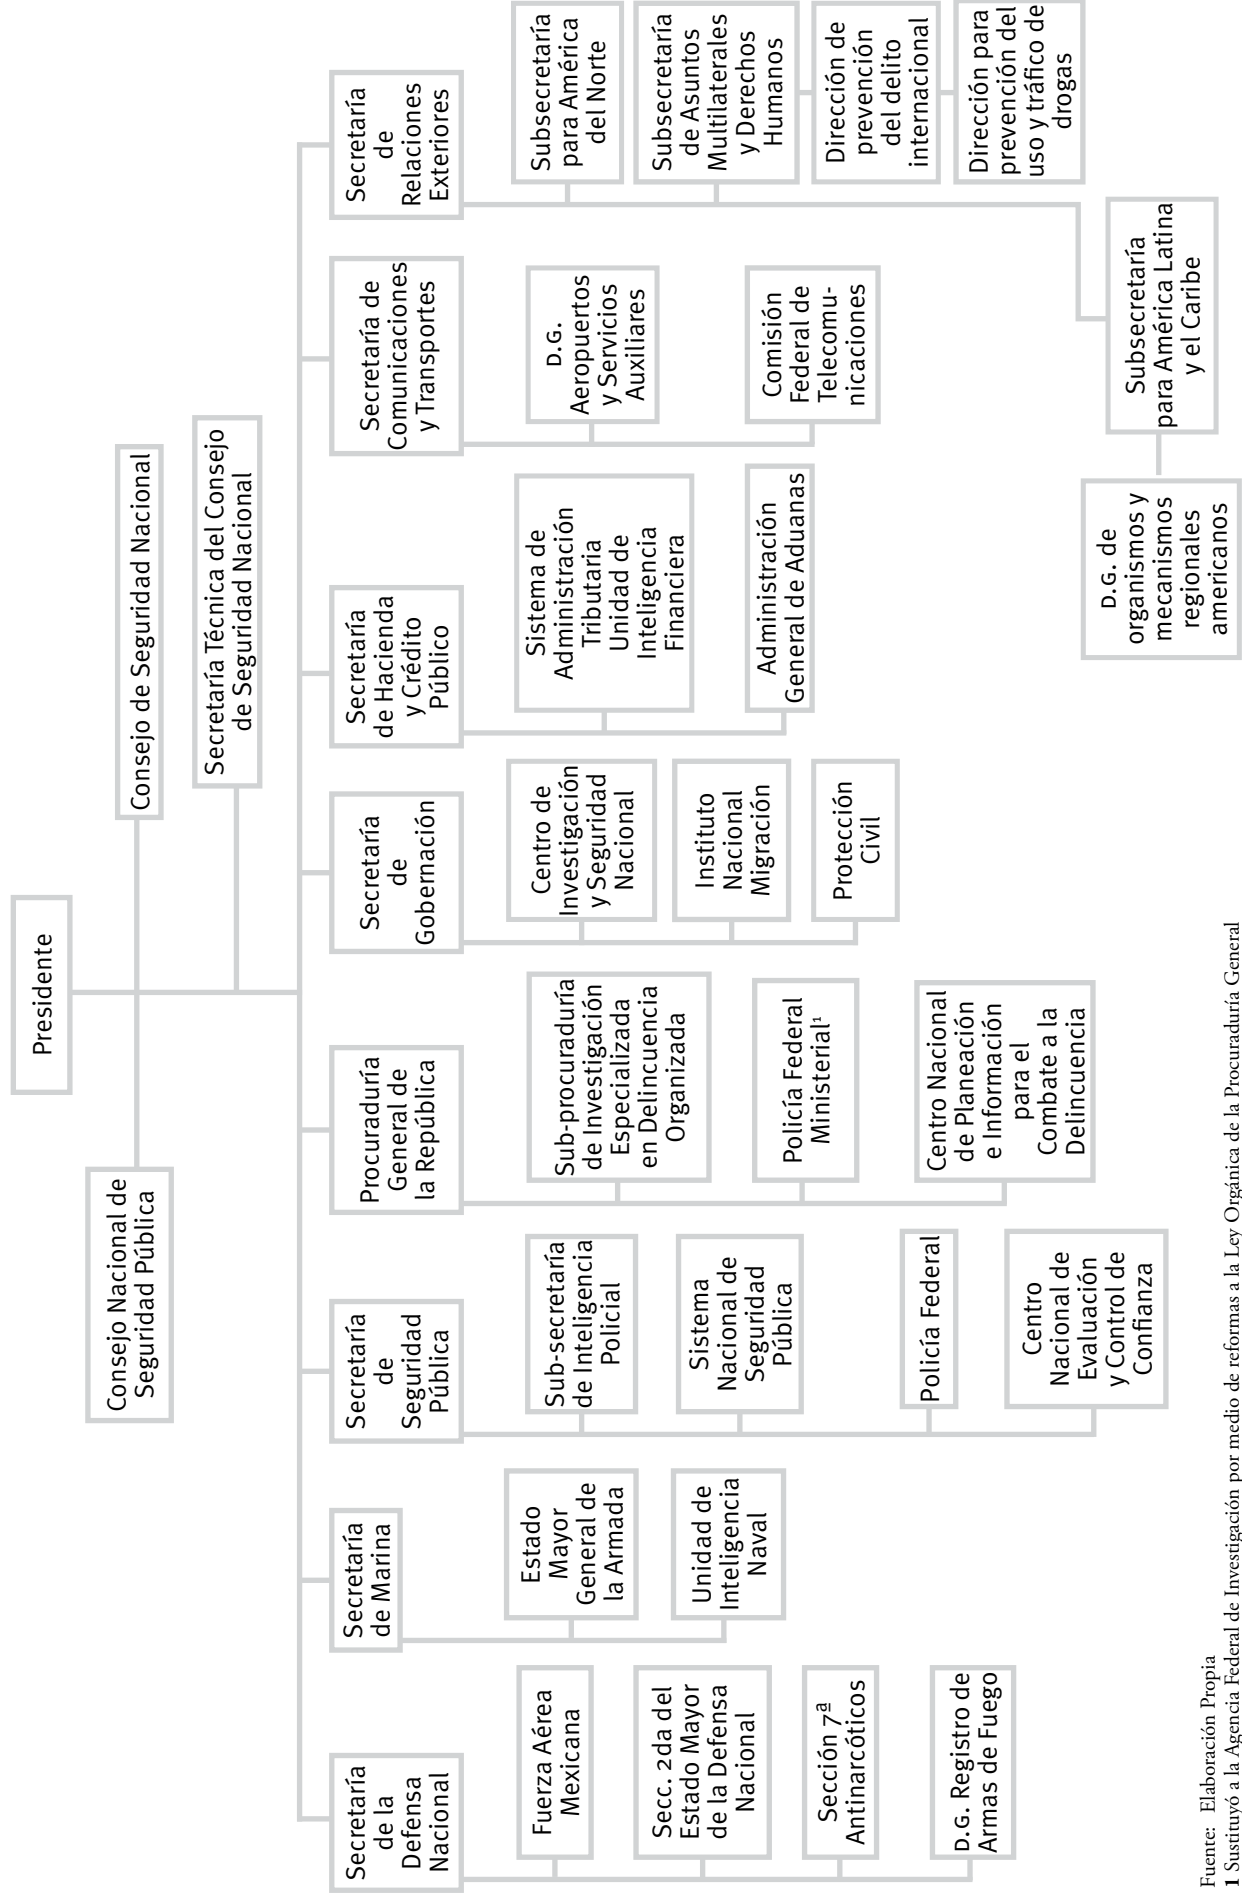 Presidente
Consejo Nacional de
Seguridad Pública
Consejo de Seguridad Nacional
Secretaría Técnica del Consejo
de Seguridad Nacional
Secretaría
de la
Defensa
Nacional
Fuerza Aérea
Mexicana
Secc. 2da del
Estado Mayor
de la Defensa
Nacional
Sección 7ª
Antinarcóticos
D.G. Registro de
Armas de Fuego
Secretaría
de Marina
Estado
Mayor
General de
la Armada
Unidad de
Inteligencia
Naval
Secretaría
de
Seguridad
Pública
Sub-secretaría
de Inteligencia
Policial
Sistema
Nacional de
Seguridad
Pública
Policía Federal
Centro
Nacional de
Evaluación
y Control de
Confianza
Procuraduría
General de
la República
Sub-procuraduría
de Investigación
Especializada
en Delincuencia
Organizada
Policía Federal
Ministerial¹
Centro Nacional
de Planeación
e Información
para el
Combate a la
Delincuencia
Secretaría
de
Gobernación
Centro de
Investigación
y Seguridad
Nacional
Instituto
Nacional
Migración
Protección
Civil
Secretaría
de Hacienda
y Crédito
Público
Sistema de
Administración
Tributaria
Unidad de
Inteligencia
Financiera
Administración
General de Aduanas
Secretaría de
Comunicaciones
y Transportes
D.G.
Aeropuertos
y Servicios
Auxiliares
Comisión
Federal de
Telecomu-
nicaciones
Secretaría
de
Relaciones
Exteriores
Subsecretaría
para América
del Norte
Subsecretaría
de Asuntos
Multilaterales
y Derechos
Humanos
Dirección de
prevención
del delito
internacional
Dirección para
prevención del
uso y tráfico de
drogas
Subsecretaría
para América Latina
y el Caribe
D.G. de
organismos y
mecanismos
regionales
americanos
Fuente: Elaboración Propia
1 Sustituyó a la Agencia Federal de Investigación por medio de reformas a la Ley Orgánica de la Procuraduría General